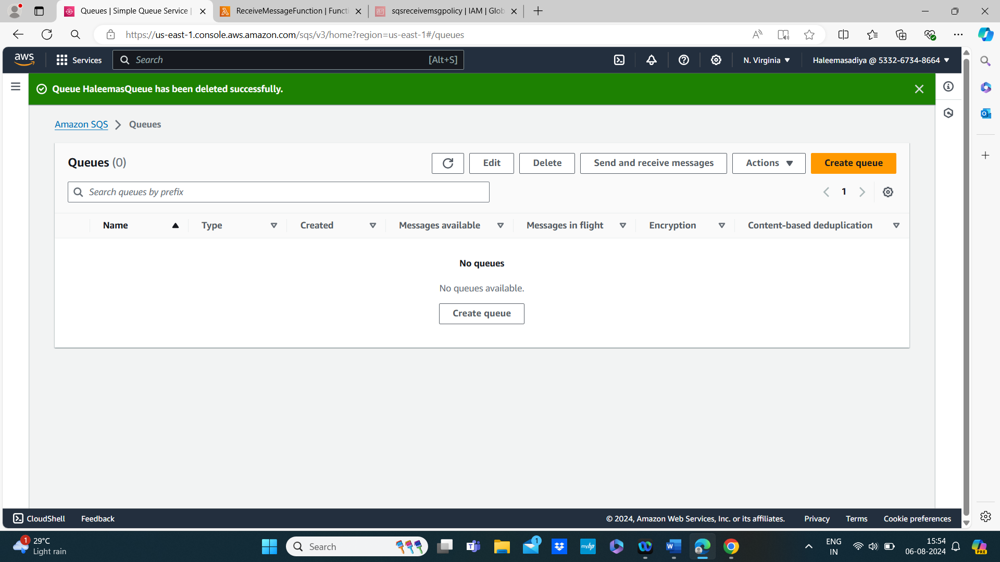 Queues | Simple Queue Service |
ReceiveMessageFunction | Functi
sqsreceivemsgpolicy | IAM | Glob
https://us-east-1.console.aws.amazon.com/sqs/v3/home?region=us-east-1#/queues
aws
Services
Search
[Alt+S]
N. Virginia
Haleemasadiya @ 5332-6734-8664
Queue HaleemasQueue has been deleted successfully.
Amazon SQS
Queues
Queues (0)
Edit
Delete
Send and receive messages
Actions
Create queue
Search queues by prefix
1
Name
Type
Created
Messages available
Messages in flight
Encryption
Content-based deduplication
No queues
No queues available.
Create queue
CloudShell
Feedback
© 2024, Amazon Web Services, Inc. or its affiliates.
Privacy
Terms
Cookie preferences
1
29°C
Light rain
Search
1
myhp
ENG
IN
15:54
06-08-2024
PRE